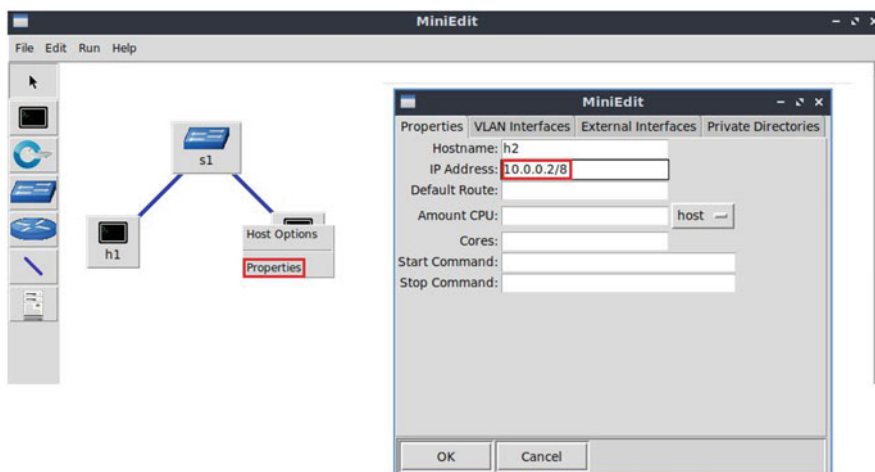 MiniEdit
File Edit Run Help
s1
h1
Host Options
Properties
MiniEdit
Properties VLAN Interfaces External Interfaces Private Directories
Hostname: h2
IP Address: 10.0.0.2/8
Default Route:
Amount CPU: host
Cores:
Start Command:
Stop Command:
OK Cancel